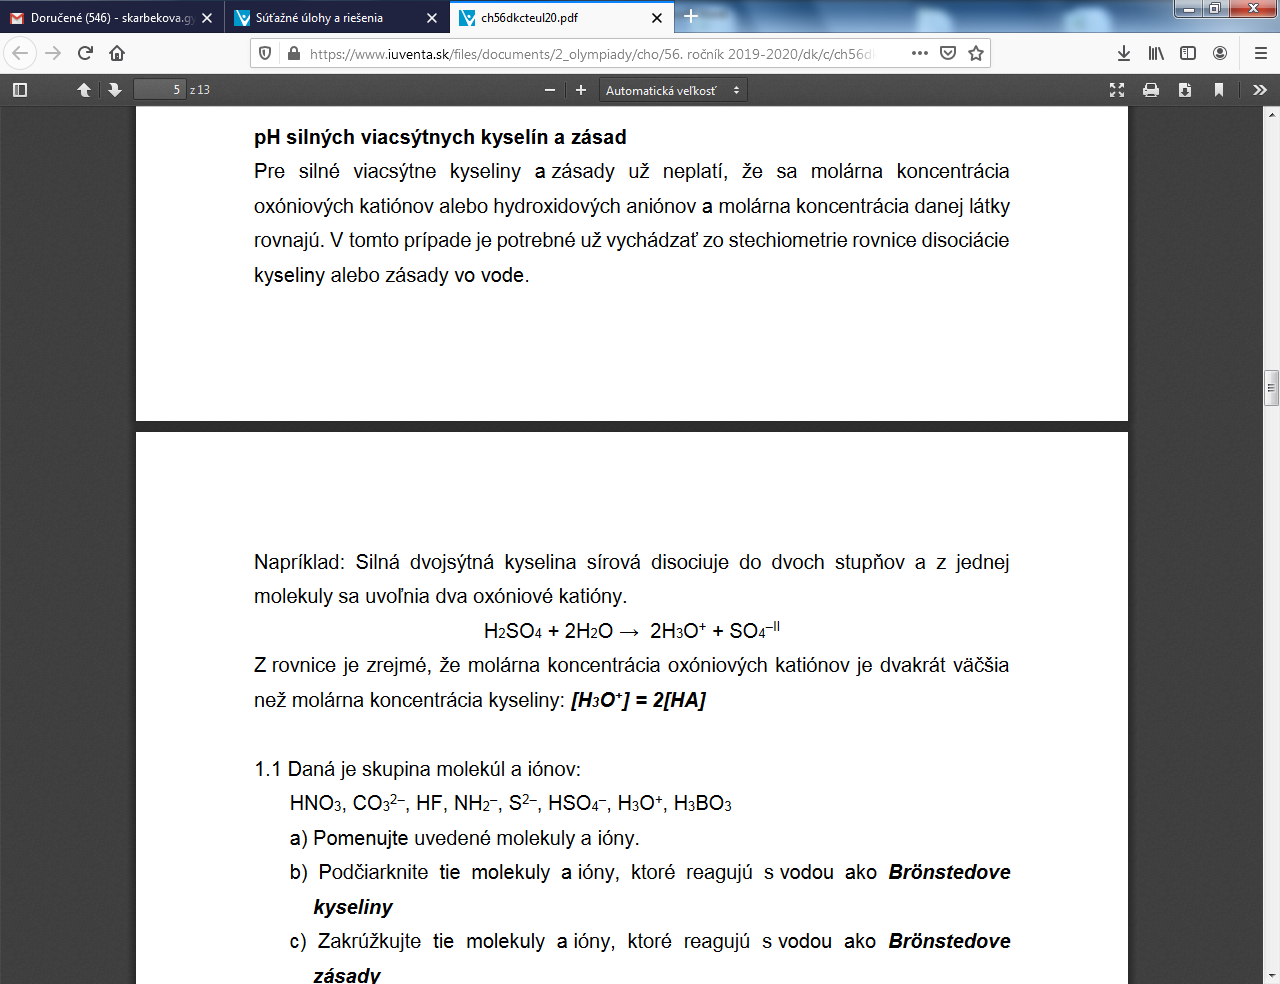 Doručené (546) - skarbekova.gy
Súťažné úlohy a riešenia
ch56dkcteul20.pdf
https://www.iuventa.sk/files/documents/2_olympiady/cho/56. ročník 2019-2020/dk/c/ch56d
5 z 13
Automatická veľkosť
pH silných viacsýtnych kyselín a zásad
Pre silné viacsýtne kyseliny a zásady už neplatí, že sa molárna koncentrácia
oxóniových katiónov alebo hydroxidových aniónov a molárna koncentrácia danej látky
rovnajú. V tomto prípade je potrebné už vychádzať zo stechiometrie rovnice disociácie
kyseliny alebo zásady vo vode.
Napríklad: Silná dvojsýtná kyselina sírová disociuje do dvoch stupňov a z jednej
molekuly sa uvoľnia dva oxóniové katióny.
H2SO4 + 2H2O → 2H3O⁺ + SO4⁻ᴵᴵ
Z rovnice je zrejmé, že molárna koncentrácia oxóniových katiónov je dvakrát väčšia
než molárna koncentrácia kyseliny: [H3O⁺] = 2[HA]
1.1 Daná je skupina molekúl a iónov:
HNO3, CO3²⁻, HF, NH2⁻, S²⁻, HSO4⁻, H3O⁺, H3BO3
a) Pomenujte uvedené molekuly a ióny.
b) Podčiarknite tie molekuly a ióny, ktoré reagujú s vodou ako Brönstedove
kyseliny
c) Zakrúžkujte tie molekuly a ióny, ktoré reagujú s vodou ako Brönstedove
zásady